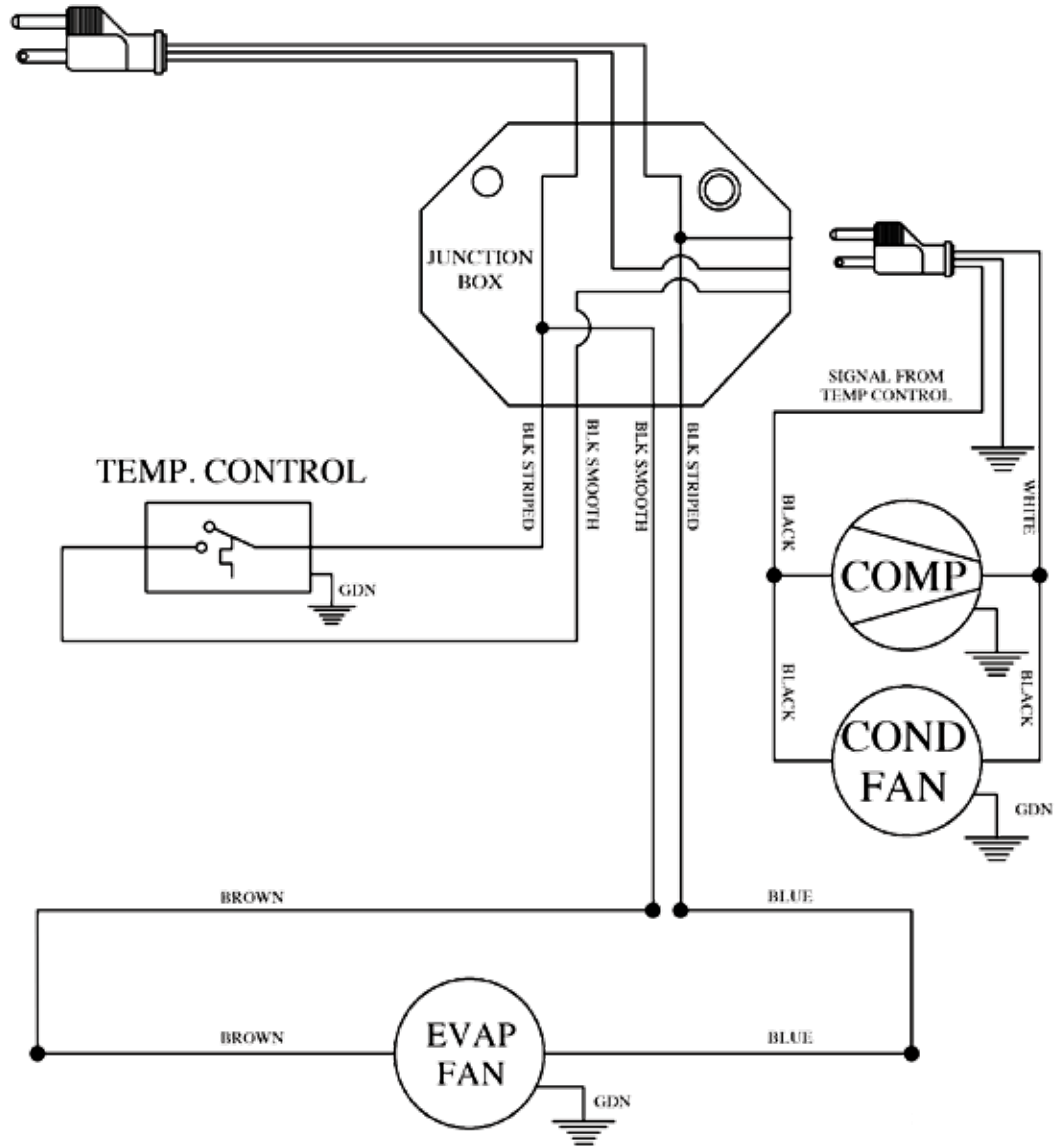 JUNCTION
BOX
SIGNAL FROM
TEMP CONTROL
BLK STRIPED
BLK SMOOTH
BLK SMOOTH
BLK STRIPED
TEMP. CONTROL
GDN
BLACK
WHITE
COMP
BLACK
BLACK
COND
FAN
GDN
BROWN
BLUE
BROWN
BLUE
EVAP
FAN
GDN